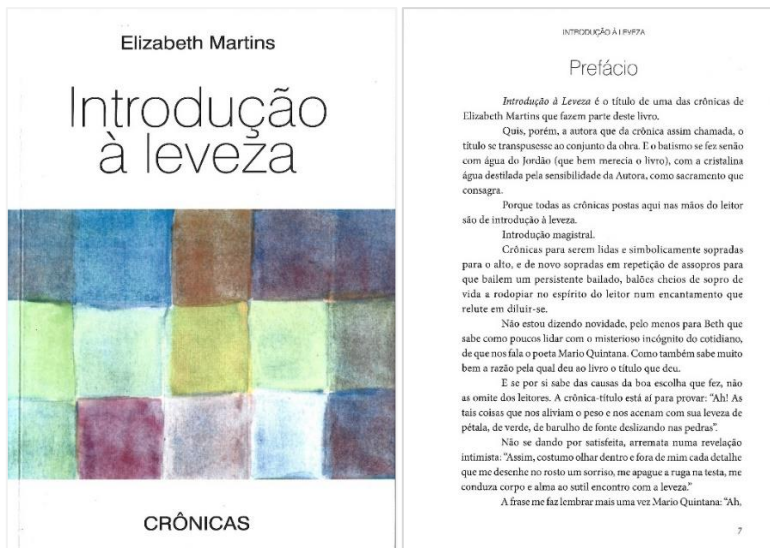 Elizabeth Martins
Introdução
à leveza
CRÔNICAS
INTRODUÇÃO À LEVEZA
Prefácio
Introdução à Leveza é o título de uma das crônicas de
Elizabeth Martins que fazem parte deste livro.
Quis, porém, a autora que da crônica assim chamada, o
título se transpusesse ao conjunto da obra. E o batismo se fez senão
com água do Jordão (que bem merecia o livro), com a cristalina
água destilada pela sensibilidade da Autora, como sacramento que
consagra.
Porque todas as crônicas postas aqui nas mãos do leitor
são de introdução à leveza.
Introdução magistral.
Crônicas para serem lidas e simbolicamente sopradas
para o alto, e de novo sopradas em repetição de assopros para
que bailem um persistente bailado, balões cheios de sopro de
vida a rodopiar no espírito do leitor num encantamento que
relute em diluir-se.
Não estou dizendo novidade, pelo menos para Beth que
sabe como poucos lidar com o misterioso incógnito do cotidiano,
de que nos fala o poeta Mario Quintana. Como também sabe muito
bem a razão pela qual deu ao livro o título que deu.
E se por si sabe das causas da boa escolha que fez, não
as omite dos leitores. A crônica-título está aí para provar: “Ah! As
tais coisas que nos aliviam o peso e nos acenam com sua leveza de
pétala, de verde, de barulho de fonte deslizando nas pedras”.
Não se dando por satisfeita, arremata numa revelação
intimista: “Assim, costumo olhar dentro e fora de mim cada detalhe
que me desenhe no rosto um sorriso, me apague a ruga na testa, me
conduza corpo e alma ao sutil encontro com a leveza.”
A frase me faz lembrar mais uma vez Mario Quintana: “Ah,
7